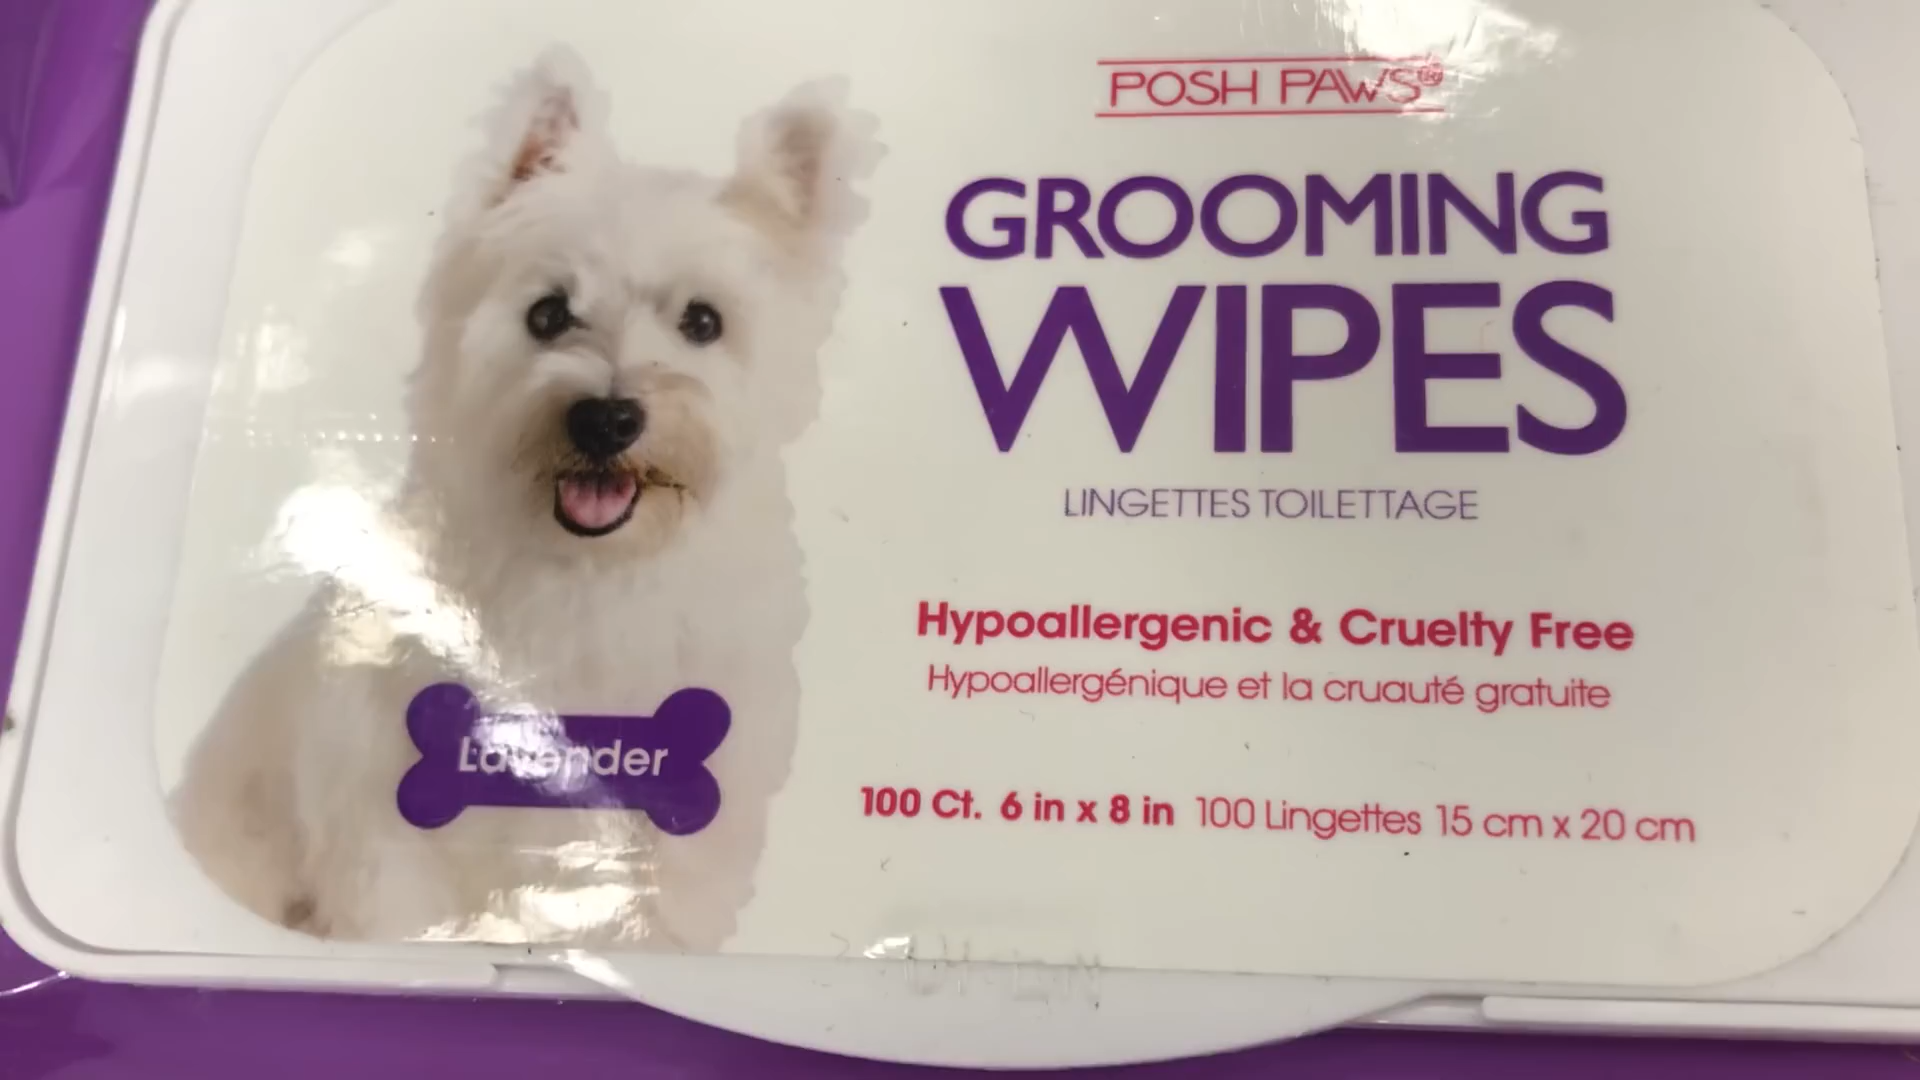 POSH PAWS®
GROOMING
WIPES
LINGETTES TOILETTAGE
Hypoallergenic & Cruelty Free
Hypoallergénique et la cruauté gratuite
Lavender
100 Ct. 6 in x 8 in 100 Lingettes 15 cm x 20 cm